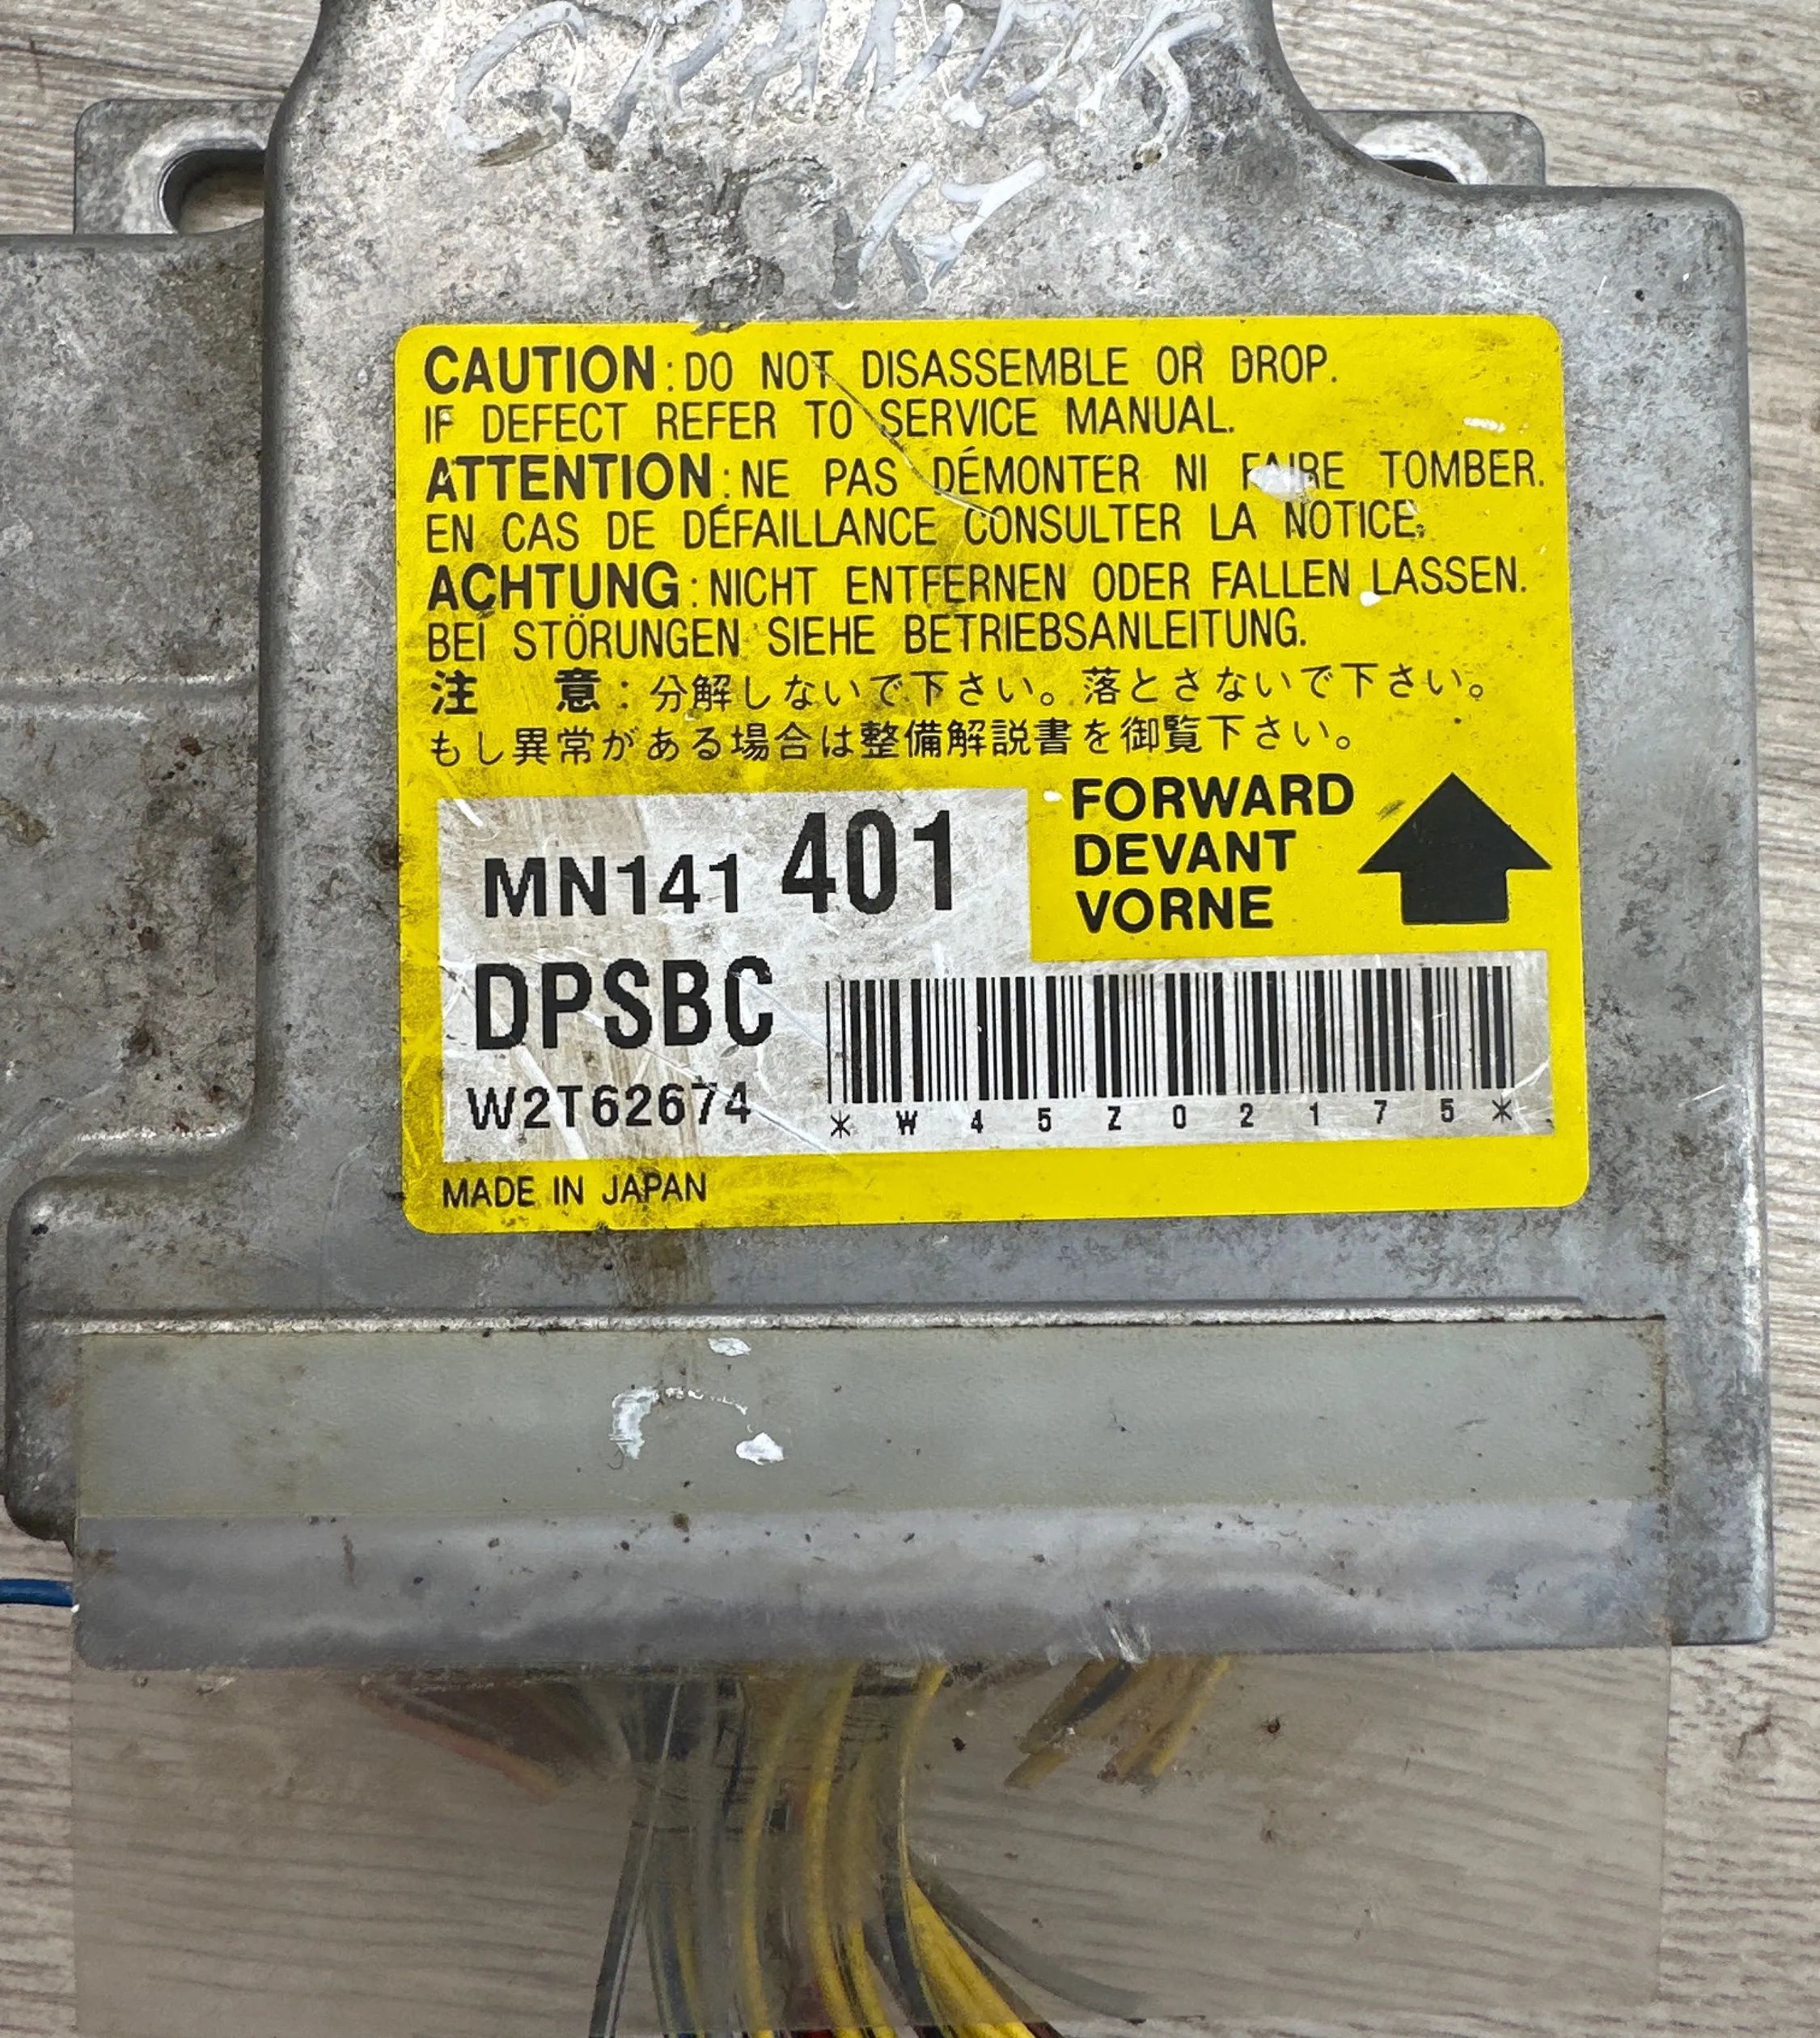 GRANDIS
CAUTION:DO NOT DISASSEMBLE OR DROP.
IF DEFECT REFER TO SERVICE MANUAL.
ATTENTION:NE PAS DÉMONTER NI FAIRE TOMBER.
EN CAS DE DÉFAILLANCE CONSULTER LA NOTICE.
ACHTUNG:NICHT ENTFERNEN ODER FALLEN LASSEN.
BEI STÖRUNGEN SIEHE BETRIEBSANLEITUNG.
注 意:分解しないで下さい。落とさないで下さい。
もし異常がある場合は整備解説書を御覧下さい。
MN141 401
FORWARD
DEVANT
VORNE
DPSBC
W2T62674
*W45Z02175*
MADE IN JAPAN